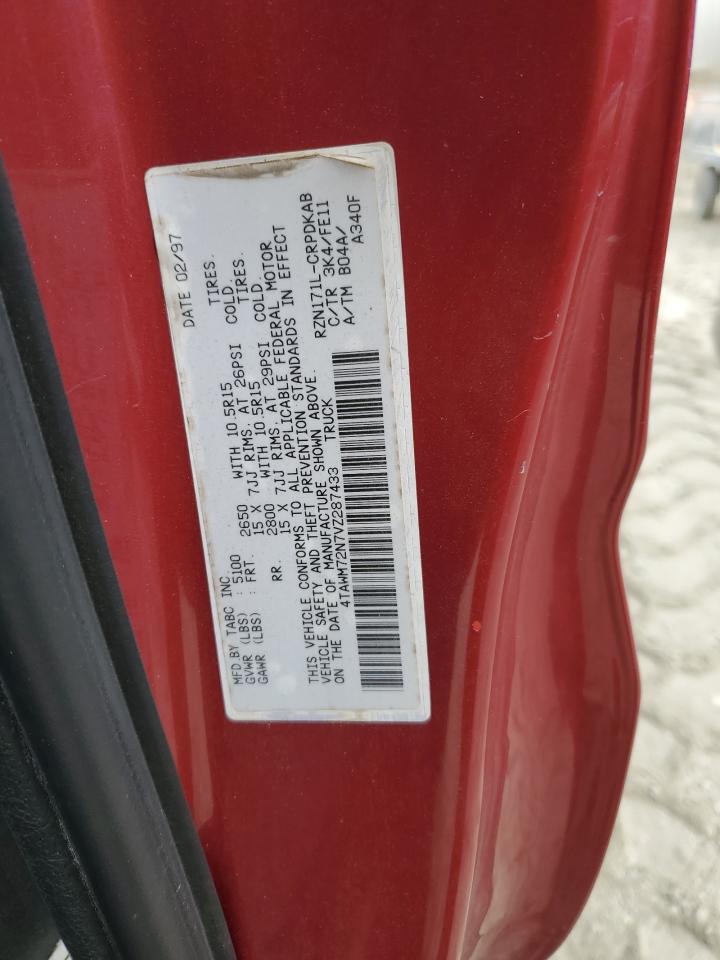 MFD.BY TABC INC. DATE 02/97
GVWR (LBS) : 5100
GAWR (LBS) : FRT. 2650 WITH 10.5R15 TIRES.
15 X 7JJ RIMS. AT 26PSI COLD.
RR. 2800 WITH 10.5R15 TIRES.
15 X 7JJ RIMS. AT 29PSI COLD.
THIS VEHICLE CONFORMS TO ALL APPLICABLE FEDERAL MOTOR
VEHICLE SAFETY AND THEFT PREVENTION STANDARDS IN EFFECT
ON THE DATE OF MANUFACTURE SHOWN ABOVE.
4TAWM72N7VZ287433 TRUCK
RZN171L-CRPDKAB
C/TR 3K4/FE11
A/TM B04A/
A340F